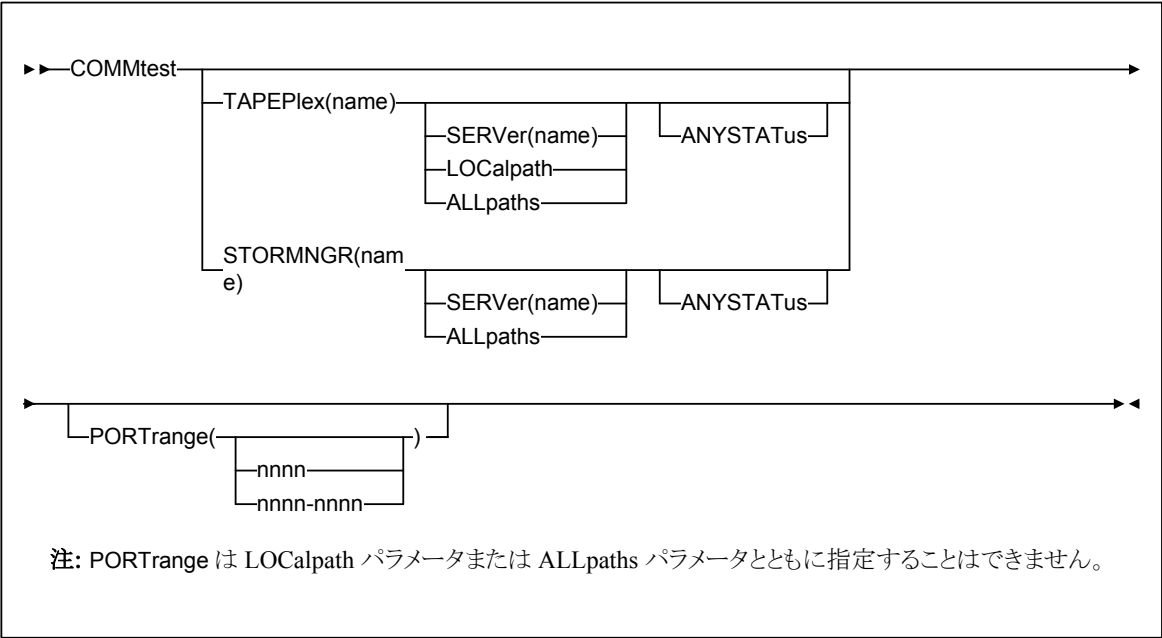 COMMtest
TAPEPlex(name)
SERVer(name)
ANYSTATus
LOCalpath
ALLpaths
STORMNGR(nam
e)
SERVer(name)
ANYSTATus
ALLpaths
PORTrange( )
nnnn
nnnn-nnnn
注: PORTrange は LOCalpath パラメータまたは ALLpaths パラメータとともに指定することはできません。